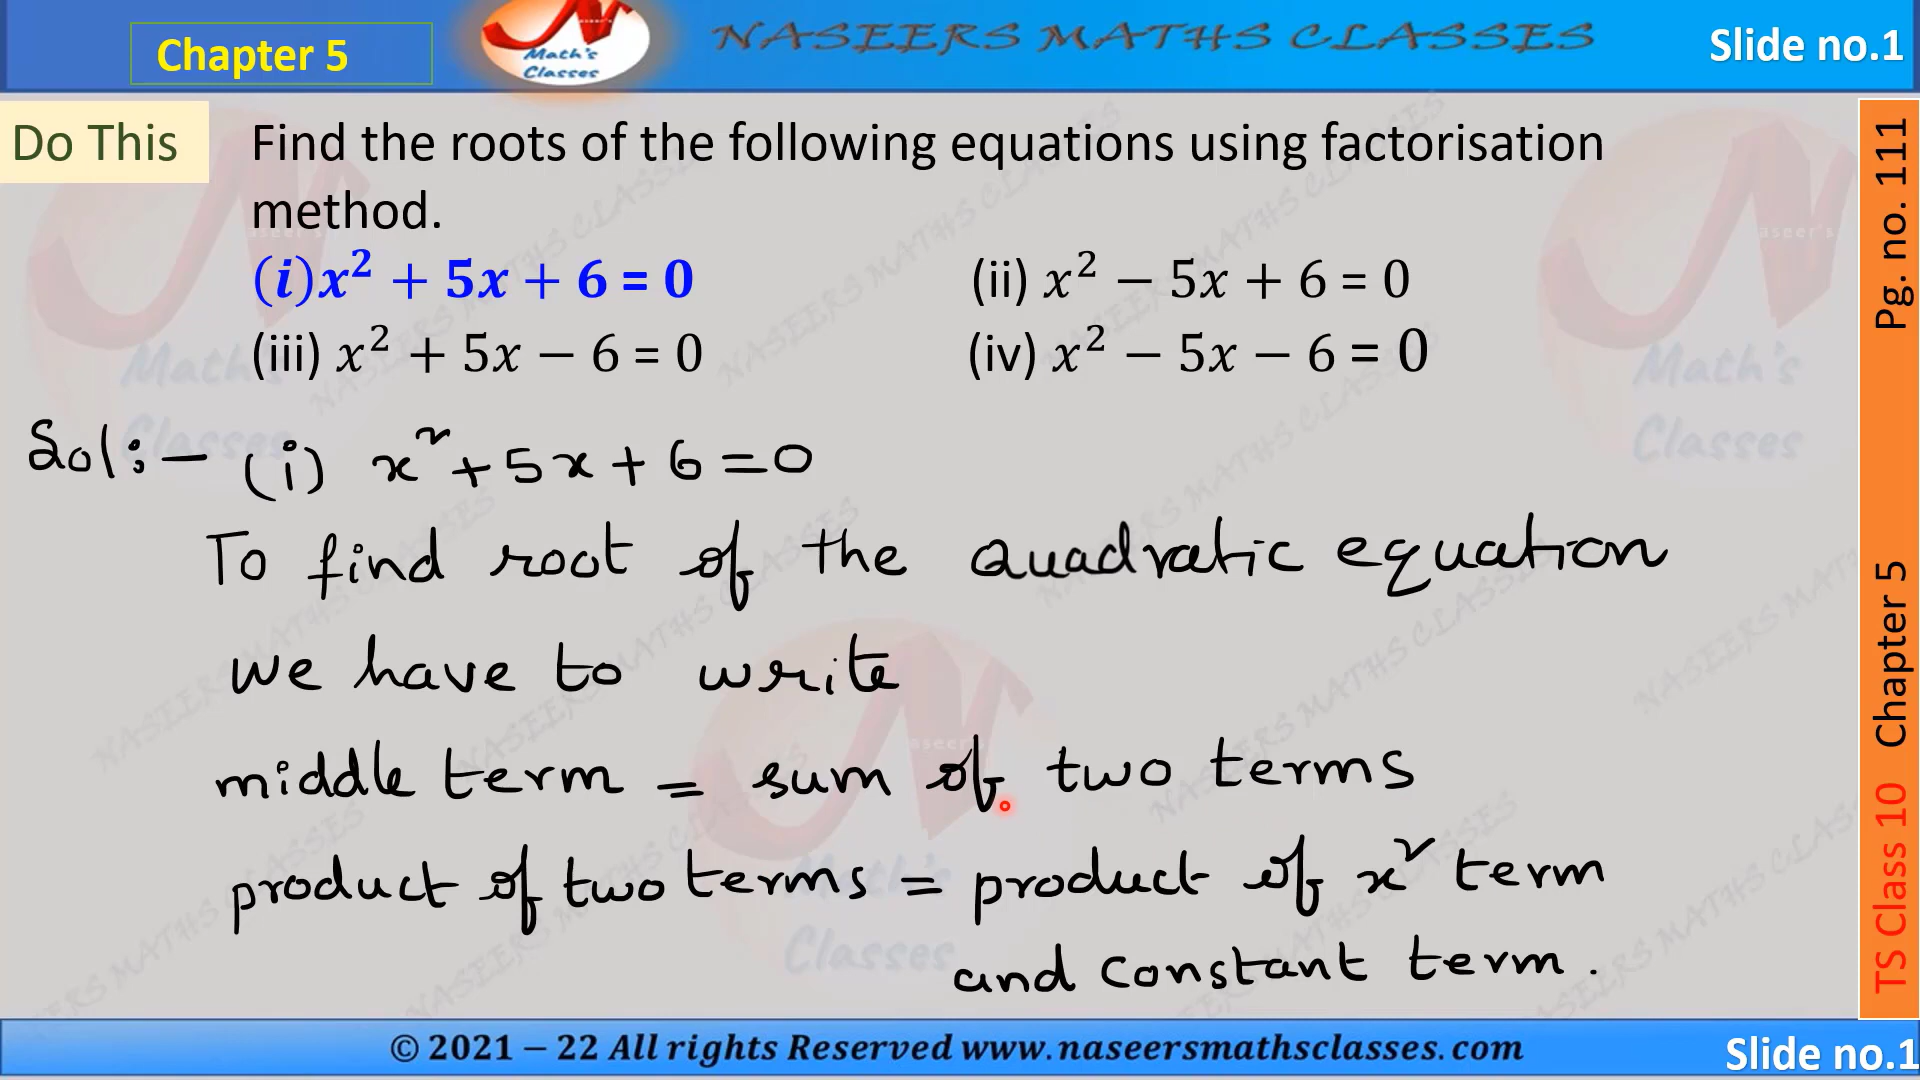 Chapter 5
Math's
Classes
NASEERS MATHS CLASSES
Slide no.1
Do This
Find the roots of the following equations using factorisation
method.
(i)x² + 5x + 6 = 0
(ii) x² − 5x + 6 = 0
(iii) x² + 5x − 6 = 0
(iv) x² − 5x − 6 = 0
Sol:- (i) x² + 5x + 6 = 0
To find root of the quadratic equation
we have to write
middle term = sum of two terms
product of two terms = product of x² term
and constant term.
Pg. no. 111
Chapter 5
TS Class 10
© 2021 – 22 All rights Reserved www.naseersmathsclasses.com
Slide no.1